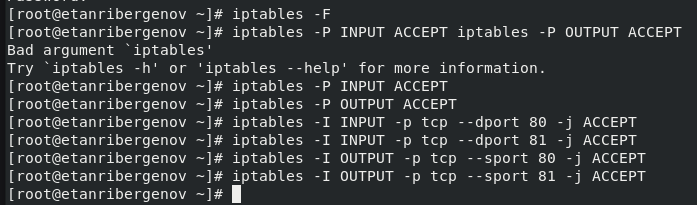 [root@etanribergenov ~]# iptables -F
[root@etanribergenov ~]# iptables -P INPUT ACCEPT iptables -P OUTPUT ACCEPT
Bad argument `iptables'
Try `iptables -h' or 'iptables --help' for more information.
[root@etanribergenov ~]# iptables -P INPUT ACCEPT
[root@etanribergenov ~]# iptables -P OUTPUT ACCEPT
[root@etanribergenov ~]# iptables -I INPUT -p tcp --dport 80 -j ACCEPT
[root@etanribergenov ~]# iptables -I INPUT -p tcp --dport 81 -j ACCEPT
[root@etanribergenov ~]# iptables -I OUTPUT -p tcp --sport 80 -j ACCEPT
[root@etanribergenov ~]# iptables -I OUTPUT -p tcp --sport 81 -j ACCEPT
[root@etanribergenov ~]#